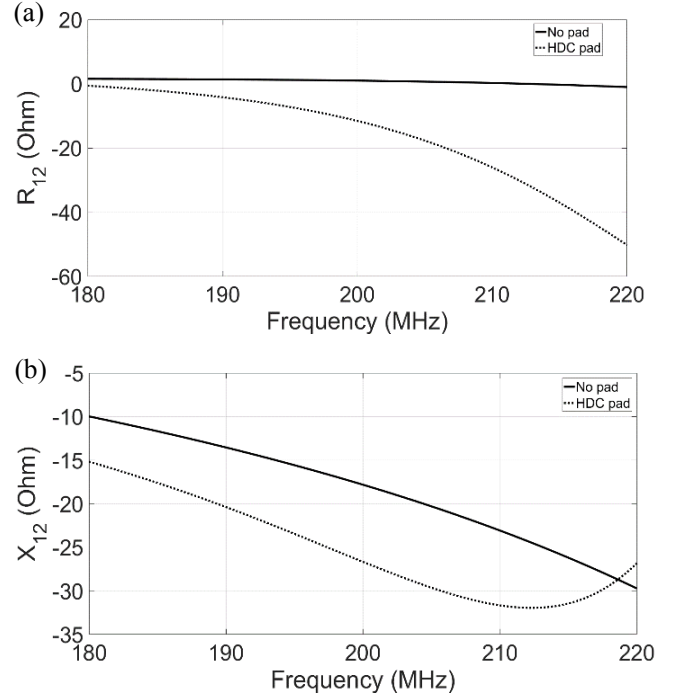 (a)
20
0
-20
-40
-60
R12 (Ohm)
No pad
HDC pad
180 190 200 210 220
Frequency (MHz)
(b)
-5
-10
-15
-20
-25
-30
-35
X12 (Ohm)
No pad
HDC pad
180 190 200 210 220
Frequency (MHz)